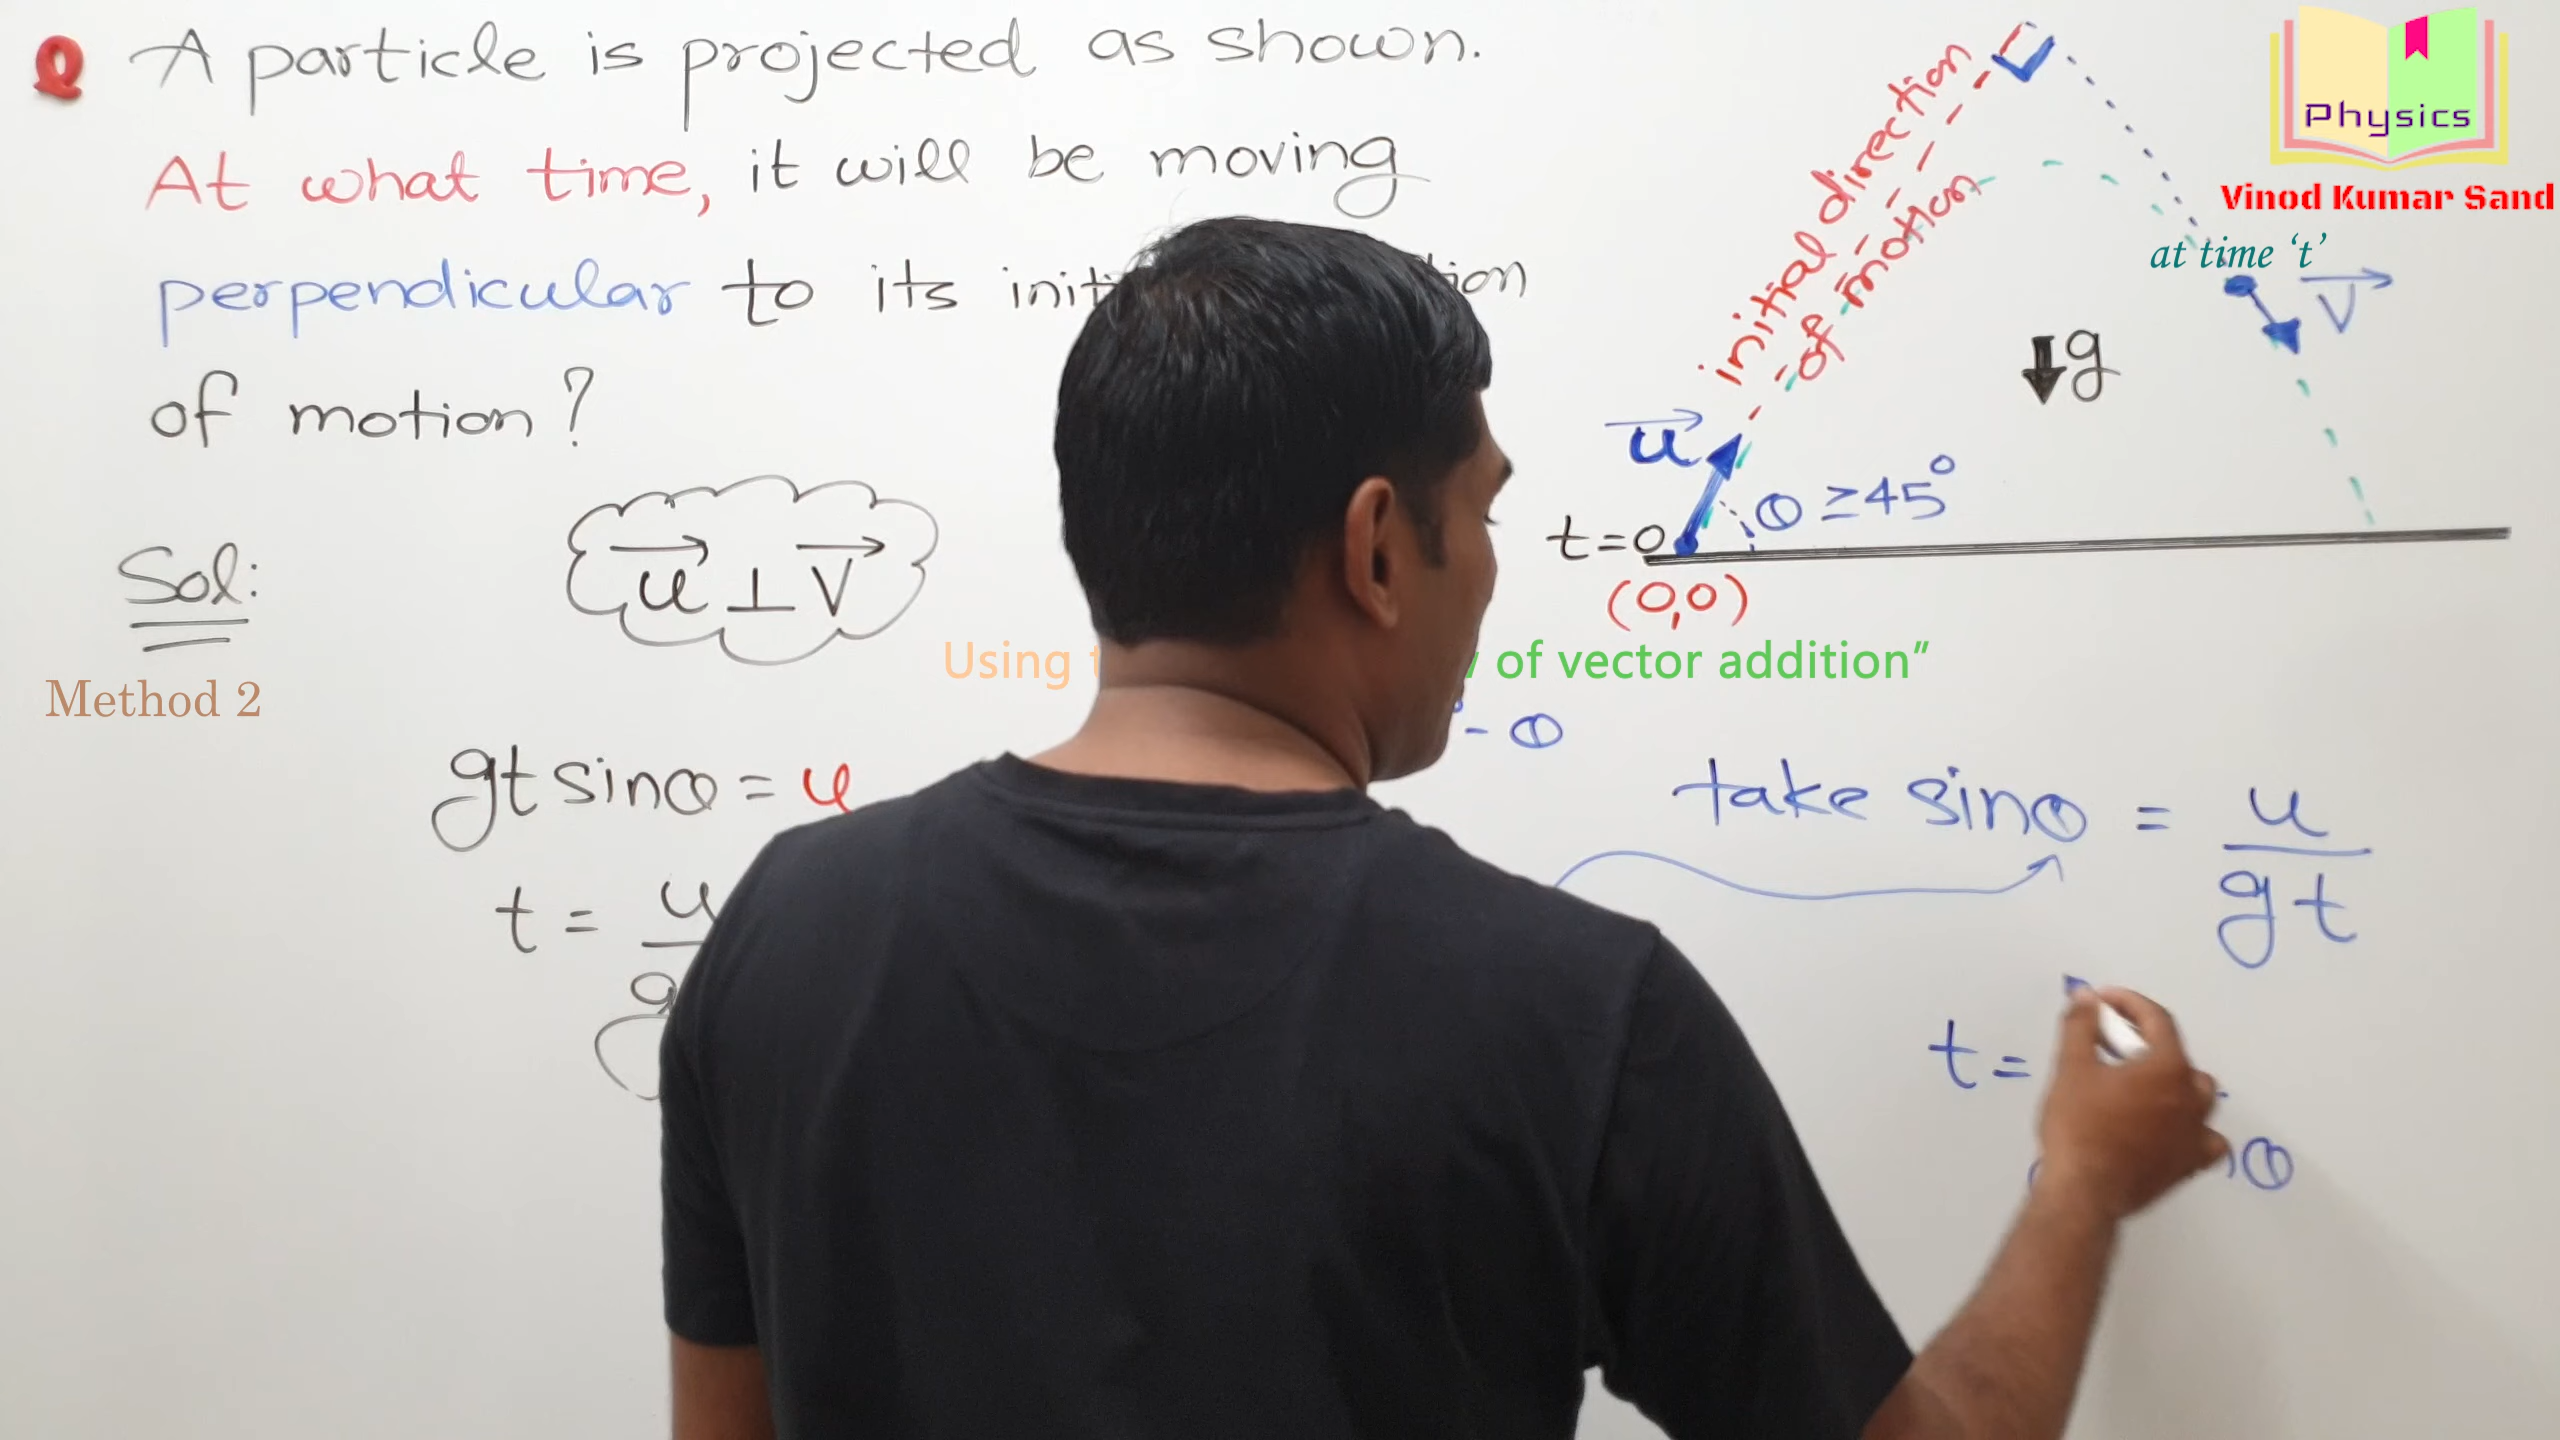 Q A particle is projected as shown.
At what time, it will be moving
perpendicular to its
of motion?
Sol:
u ⊥ v
Method 2
Using of vector addition”
gt sinθ = u
t = u
g
initial direction
of motion
u
θ ≥ 45°
t=0
(0,0)
g
at time ‘t’
v
Physics
Vinod Kumar Sand
- θ
take sinθ = u
gt
t =
θ